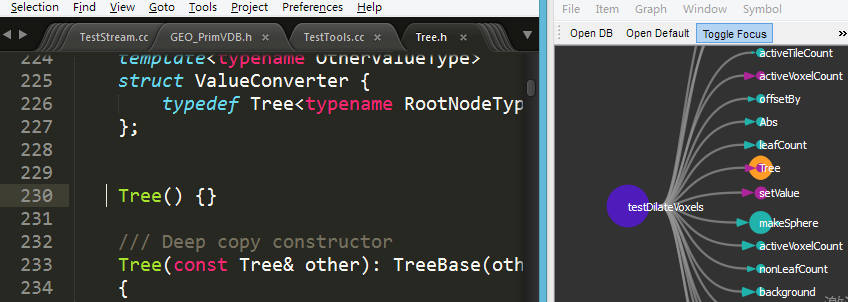 Selection Find View Goto Tools Project Preferences Help
TestStream.cc GEO_PrimVDB.h × TestTools.cc × Tree.h ×
224 template<typename OtherValueType>
225 struct ValueConverter {
226 typedef Tree<typename RootNodeTyp
227 };
228
229
230 Tree() {}
231
232 /// Deep copy constructor
233 Tree(const Tree& other): TreeBase(oth
234 {
File Item Graph Window Symbol
Open DB Open Default Toggle Focus »
activeTileCount
activeVoxelCount
offsetBy
Abs
leafCount
Tree
setValue
testDilateVoxels
makeSphere
activeVoxelCount
nonLeafCount
background